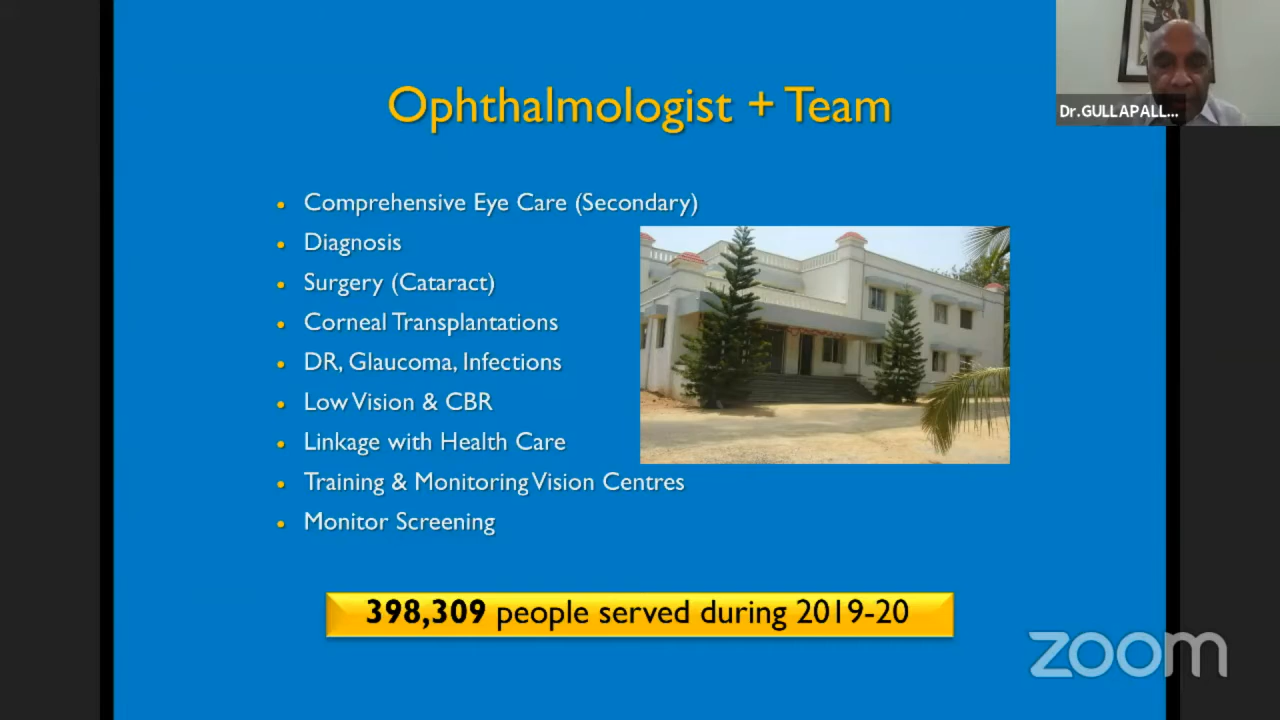 Ophthalmologist + Team
Dr.GULLAPALL...
• Comprehensive Eye Care (Secondary)
• Diagnosis
• Surgery (Cataract)
• Corneal Transplantations
• DR, Glaucoma, Infections
• Low Vision & CBR
• Linkage with Health Care
• Training & Monitoring Vision Centres
• Monitor Screening
398,309 people served during 2019-20
zoom